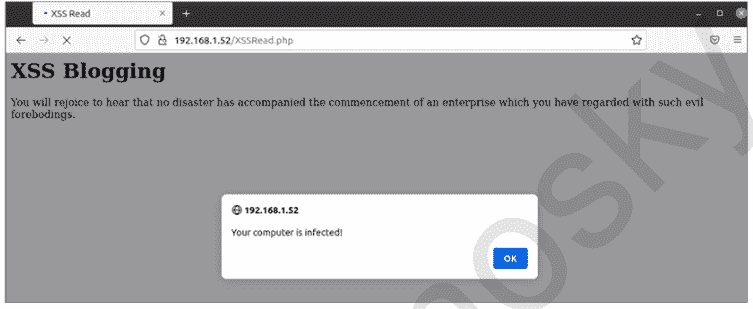 XSS Read
192.168.1.52/XSSRead.php
XSS Blogging
You will rejoice to hear that no disaster has accompanied the commencement of an enterprise which you have regarded with such evil
forebodings.
192.168.1.52
Your computer is infected!
OK